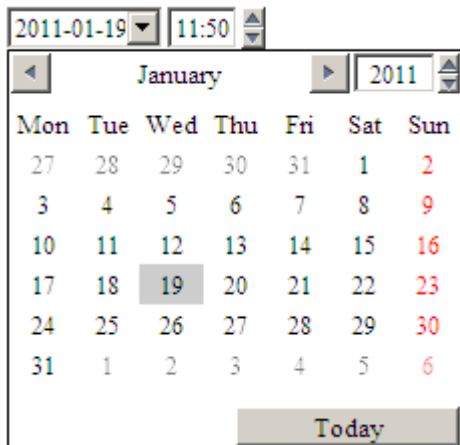 2011-01-19 11:50
January 2011
Mon Tue Wed Thu Fri Sat Sun
27 28 29 30 31 1 2
3 4 5 6 7 8 9
10 11 12 13 14 15 16
17 18 19 20 21 22 23
24 25 26 27 28 29 30
31 1 2 3 4 5 6
Today